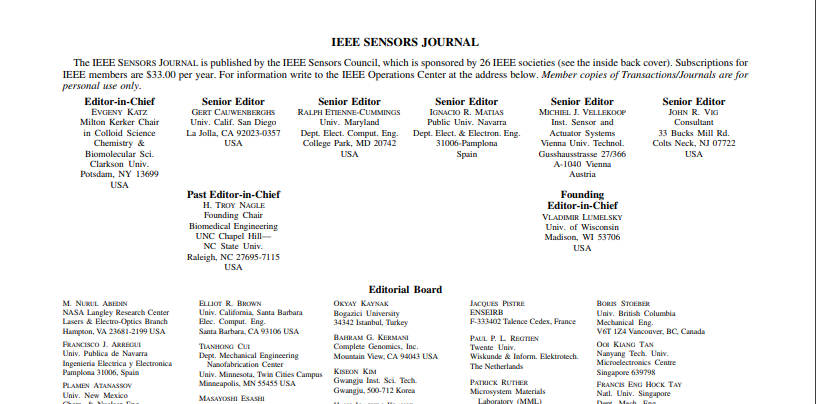 IEEE SENSORS JOURNAL
The IEEE SENSORS JOURNAL is published by the IEEE Sensors Council, which is sponsored by 26 IEEE societies (see the inside back cover). Subscriptions for
IEEE members are $33.00 per year. For information write to the IEEE Operations Center at the address below. Member copies of Transactions/Journals are for
personal use only.
Editor-in-Chief
EVGENY KATZ
Milton Kerker Chair
in Colloid Science
Chemistry &
Biomolecular Sci.
Clarkson Univ.
Potsdam, NY 13699
USA
Senior Editor
GERT CAUWENBERGHS
Univ. Calif. San Diego
La Jolla, CA 92023-0357
USA
Senior Editor
RALPH ETIENNE-CUMMINGS
Univ. Maryland
Dept. Elect. Comput. Eng.
College Park, MD 20742
USA
Senior Editor
IGNACIO R. MATIAS
Public Univ. Navarra
Dept. Elect. & Electron. Eng.
31006-Pamplona
Spain
Senior Editor
MICHIEL J. VELLEKOOP
Inst. Sensor and
Actuator Systems
Vienna Univ. Technol.
Gusshausstrasse 27/366
A-1040 Vienna
Austria
Senior Editor
JOHN R. VIG
Consultant
33 Bucks Mill Rd.
Colts Neck, NJ 07722
USA
Past Editor-in-Chief
H. TROY NAGLE
Founding Chair
Biomedical Engineering
UNC Chapel Hill—
NC State Univ.
Raleigh, NC 27695-7115
USA
Founding
Editor-in-Chief
VLADIMIR LUMELSKY
Univ. of Wisconsin
Madison, WI 53706
USA
Editorial Board
M. NURUL ABEDIN
NASA Langley Research Center
Lasers & Electro-Optics Branch
Hampton, VA 23681-2199 USA
FRANCISCO J. ARREGUI
Univ. Publica de Navarra
Ingenieria Electrica y Electronica
Pamplona 31006, Spain
PLAMEN ATANASSOV
Univ. New Mexico
ELLIOT R. BROWN
Univ. California, Santa Barbara
Elec. Comput. Eng.
Santa Barbara, CA 93106 USA
TIANHONG CUI
Dept. Mechanical Engineering
Nanofabrication Center
Univ. Minnesota, Twin Cities Campus
Minneapolis, MN 55455 USA
MASAYOSHI ESASHI
OKYAY KAYNAK
Bogazici University
34342 Istanbul, Turkey
BAHRAM G. KERMANI
Complete Genomics, Inc.
Mountain View, CA 94043 USA
KISEON KIM
Gwangju Inst. Sci. Tech.
Gwangju, 500-712 Korea
JACQUES PISTRE
ENSEIRB
F-333402 Talence Cedex, France
PAUL P. L. REGTIEN
Twente Univ.
Wiskunde & Inform. Elektrotech.
The Netherlands
PATRICK RUTHER
Microsystem Materials
Laboratory (MML)
BORIS STOEBER
Univ. British Columbia
Mechanical Eng.
V6T 1Z4 Vancouver, BC, Canada
OOI KIANG TAN
Nanyang Tech. Univ.
Microelectronics Centre
Singapore 639798
FRANCIS ENG HOCK TAY
Natl. Univ. Singapore